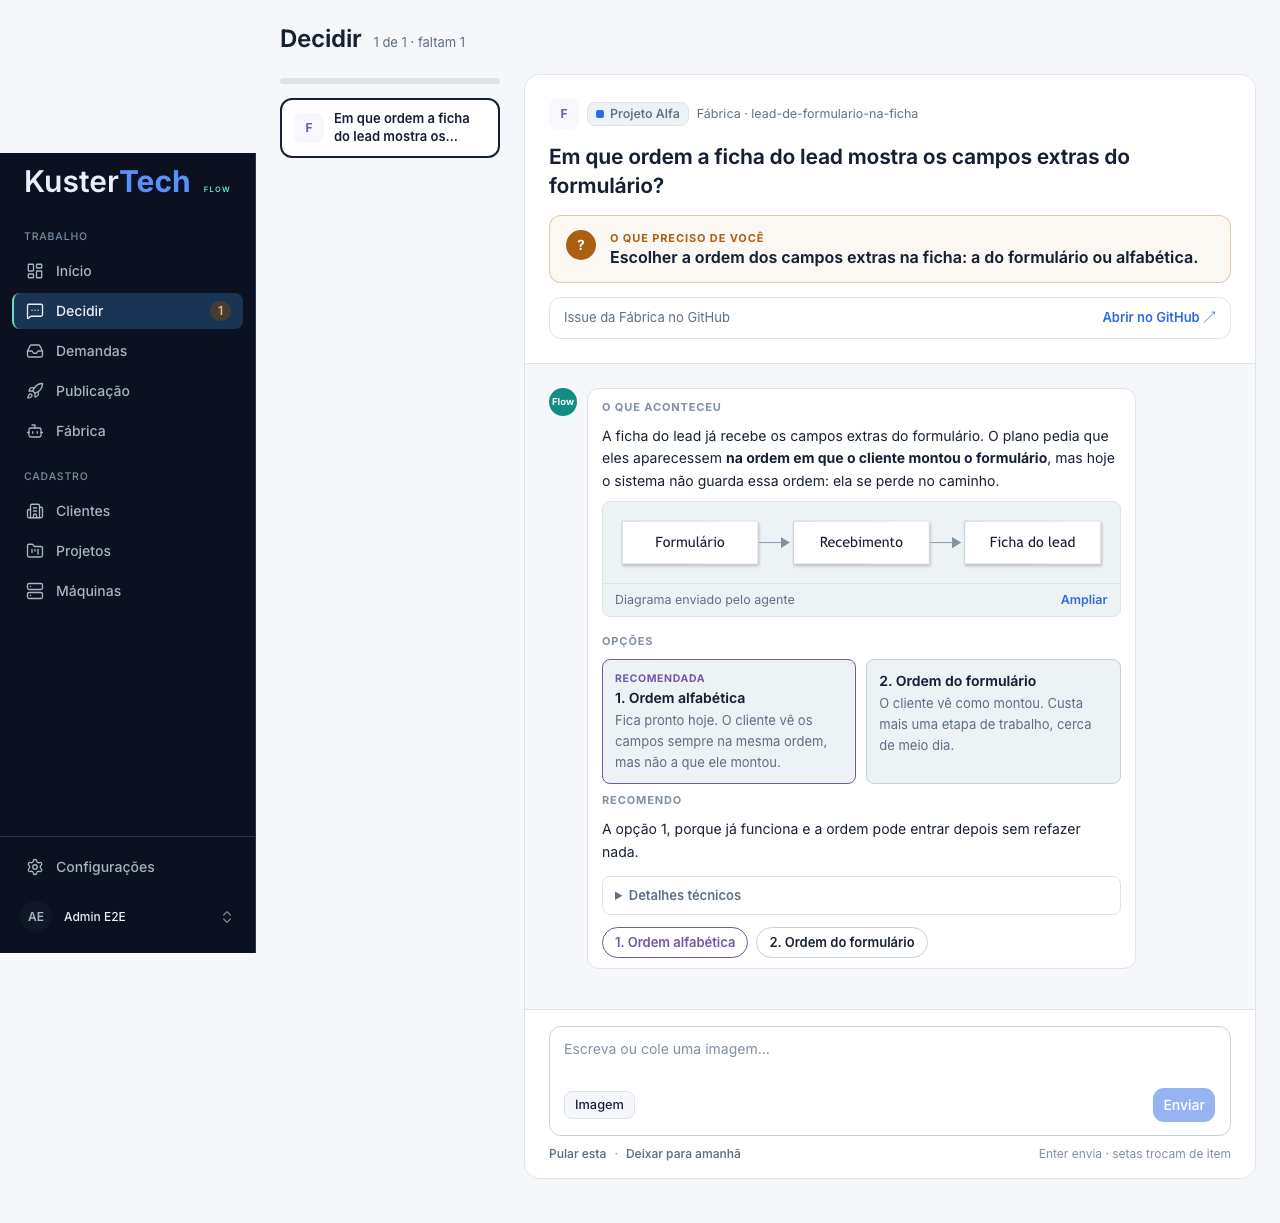 Decidir 1 de 1 · faltam 1
F
Em que ordem a ficha
do lead mostra os...
KusterTech FLOW
TRABALHO
Início
Decidir 1
Demandas
Publicação
Fábrica
CADASTRO
Clientes
Projetos
Máquinas
Configurações
AE Admin E2E
F Projeto Alfa Fábrica · lead-de-formulario-na-ficha
Em que ordem a ficha do lead mostra os campos extras do
formulário?
? O QUE PRECISO DE VOCÊ
Escolher a ordem dos campos extras na ficha: a do formulário ou alfabética.
Issue da Fábrica no GitHub Abrir no GitHub ↗
Flow
O QUE ACONTECEU
A ficha do lead já recebe os campos extras do formulário. O plano pedia que
eles aparecessem na ordem em que o cliente montou o formulário, mas hoje
o sistema não guarda essa ordem: ela se perde no caminho.
Formulário Recebimento Ficha do lead
Diagrama enviado pelo agente Ampliar
OPÇÕES
RECOMENDADA
1. Ordem alfabética
Fica pronto hoje. O cliente vê os
campos sempre na mesma ordem,
mas não a que ele montou.
2. Ordem do formulário
O cliente vê como montou. Custa
mais uma etapa de trabalho, cerca
de meio dia.
RECOMENDO
A opção 1, porque já funciona e a ordem pode entrar depois sem refazer
nada.
▶ Detalhes técnicos
1. Ordem alfabética 2. Ordem do formulário
Escreva ou cole uma imagem...
Imagem Enviar
Pular esta · Deixar para amanhã Enter envia · setas trocam de item